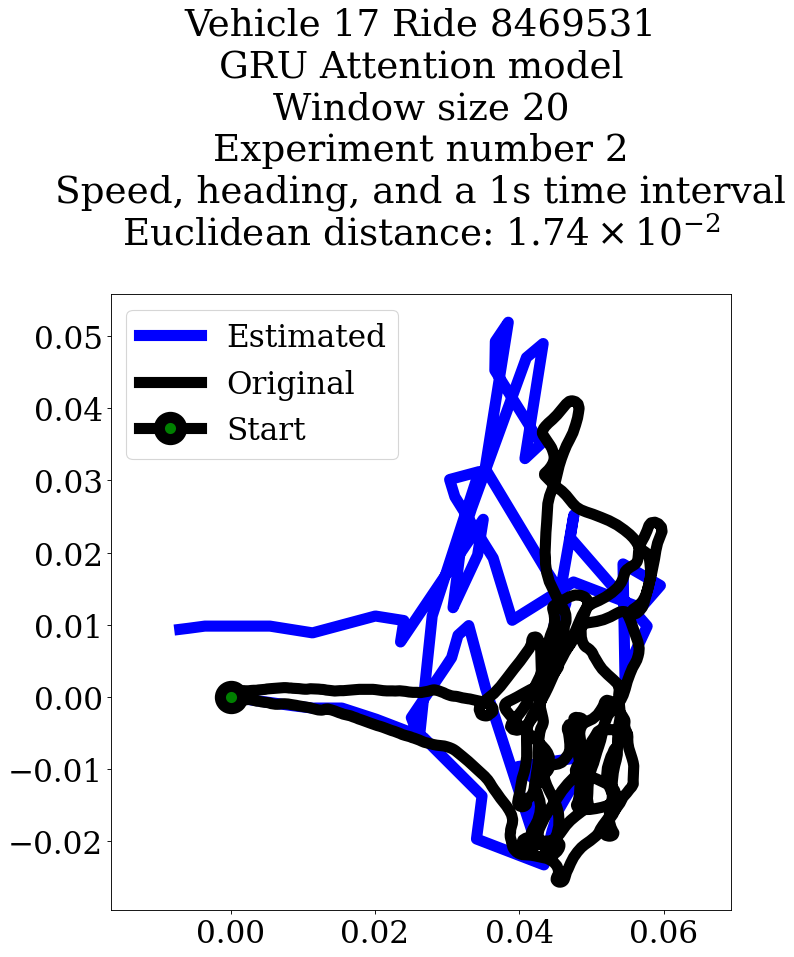 Vehicle 17 Ride 8469531
GRU Attention model
Window size 20
Experiment number 2
Speed, heading, and a 1s time interval
Euclidean distance: 1.74 × 10⁻²
Estimated
Original
Start
0.05
0.04
0.03
0.02
0.01
0.00
−0.01
−0.02
0.00 0.02 0.04 0.06